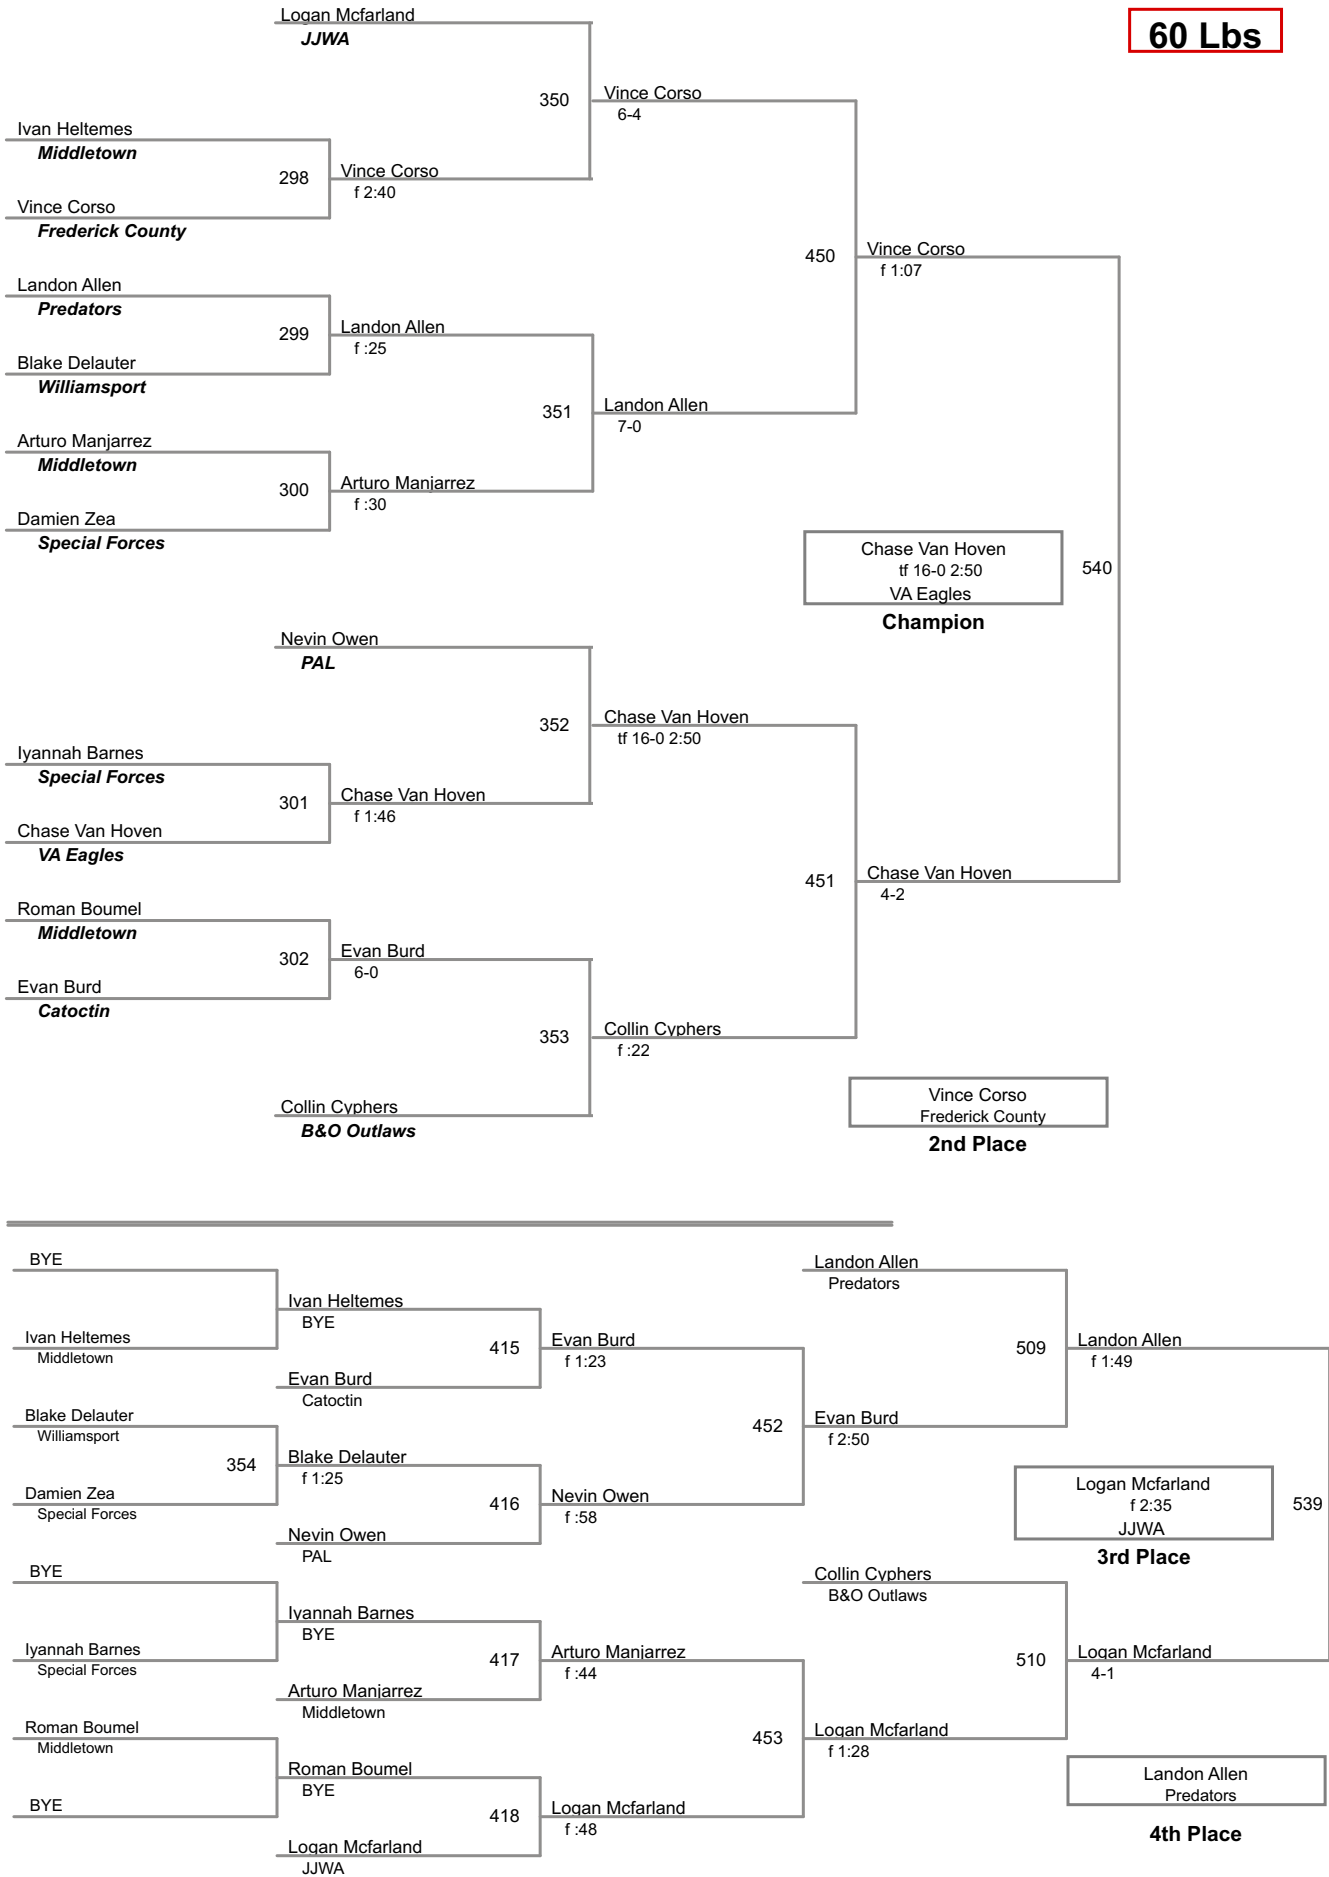 60 Lbs
Logan Mcfarland
JJWA
350
Vince Corso
6-4
Ivan Heltemes
Middletown
298
Vince Corso
f 2:40
Vince Corso
Frederick County
450
Vince Corso
f 1:07
Landon Allen
Predators
299
Landon Allen
f :25
Blake Delauter
Williamsport
351
Landon Allen
7-0
Arturo Manjarrez
Middletown
300
Arturo Manjarrez
f :30
Damien Zea
Special Forces
Chase Van Hoven
tf 16-0 2:50
VA Eagles
Champion
540
Nevin Owen
PAL
352
Chase Van Hoven
tf 16-0 2:50
Iyannah Barnes
Special Forces
301
Chase Van Hoven
f 1:46
Chase Van Hoven
VA Eagles
451
Chase Van Hoven
4-2
Roman Boumel
Middletown
302
Evan Burd
6-0
Evan Burd
Catoctin
353
Collin Cyphers
f :22
Collin Cyphers
B&O Outlaws
Vince Corso
Frederick County
2nd Place
BYE
Ivan Heltemes
BYE
Ivan Heltemes
Middletown
415
Evan Burd
f 1:23
Evan Burd
Catoctin
Landon Allen
Predators
509
Landon Allen
f 1:49
Blake Delauter
Williamsport
354
Blake Delauter
f 1:25
Damien Zea
Special Forces
416
Nevin Owen
f :58
Nevin Owen
PAL
452
Evan Burd
f 2:50
Logan Mcfarland
f 2:35
JJWA
3rd Place
539
BYE
Iyannah Barnes
BYE
Iyannah Barnes
Special Forces
417
Arturo Manjarrez
f :44
Arturo Manjarrez
Middletown
Collin Cyphers
B&O Outlaws
510
Logan Mcfarland
4-1
Roman Boumel
Middletown
Roman Boumel
BYE
BYE
418
Logan Mcfarland
f :48
Logan Mcfarland
JJWA
453
Logan Mcfarland
f 1:28
Landon Allen
Predators
4th Place